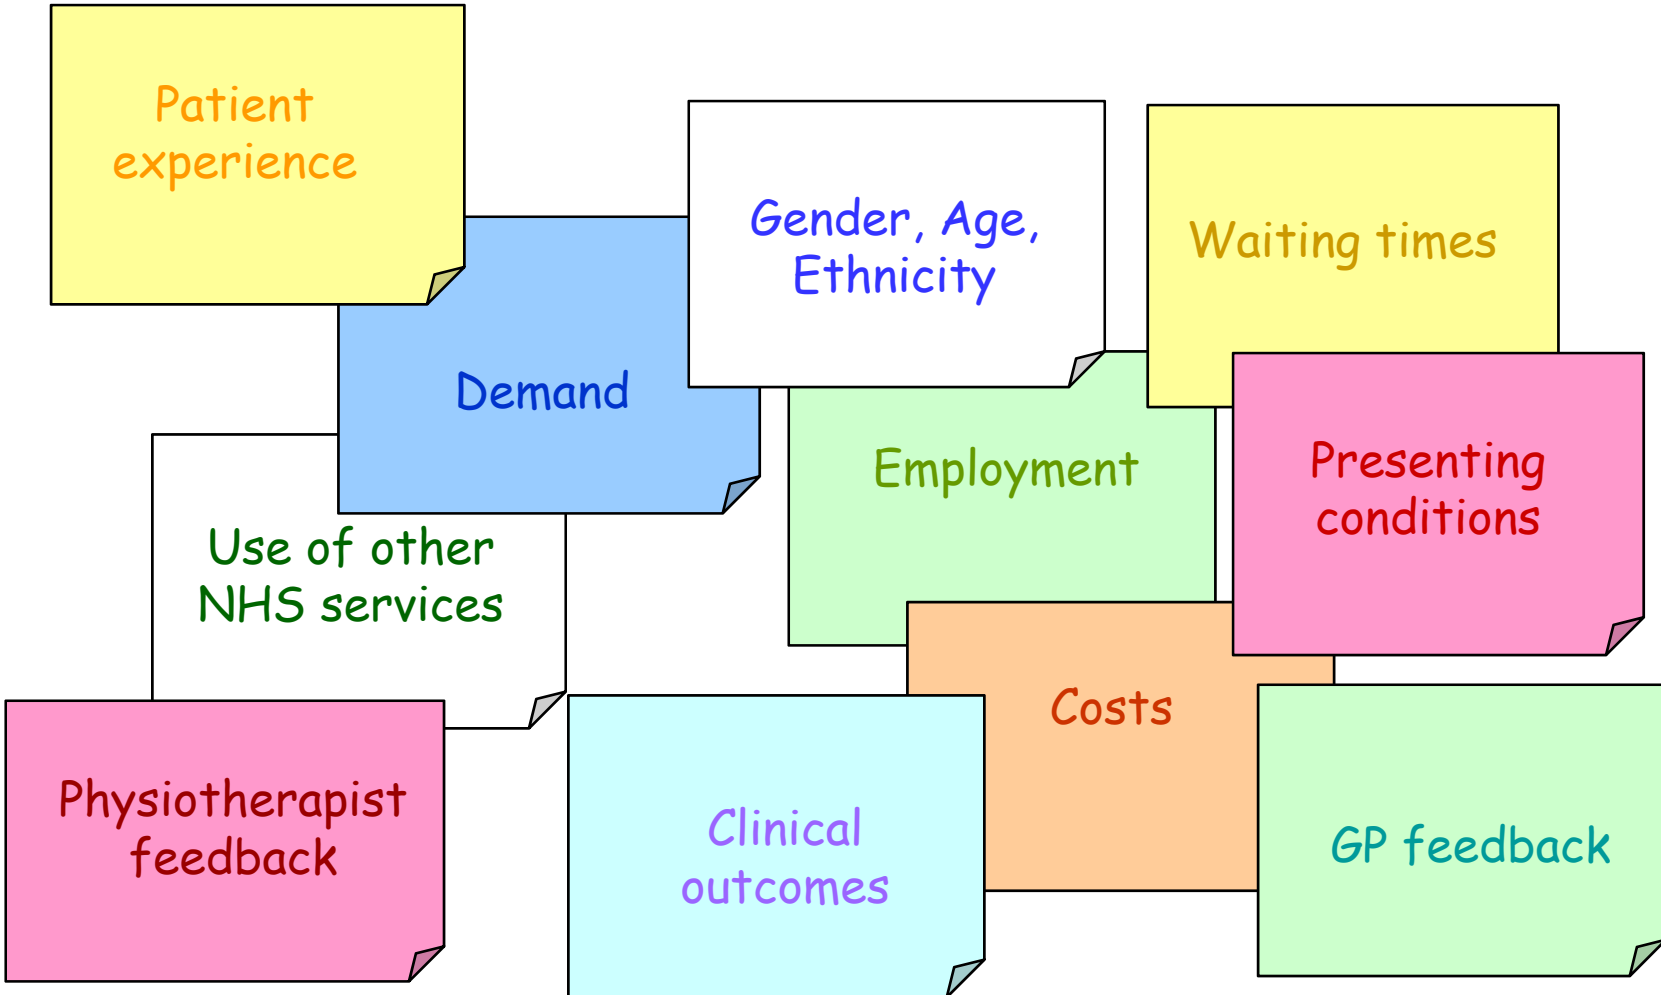 Patient
experience
Gender, Age,
Ethnicity
Waiting times
Demand
Employment
Presenting
conditions
Use of other
NHS services
Costs
Physiotherapist
feedback
Clinical
outcomes
GP feedback